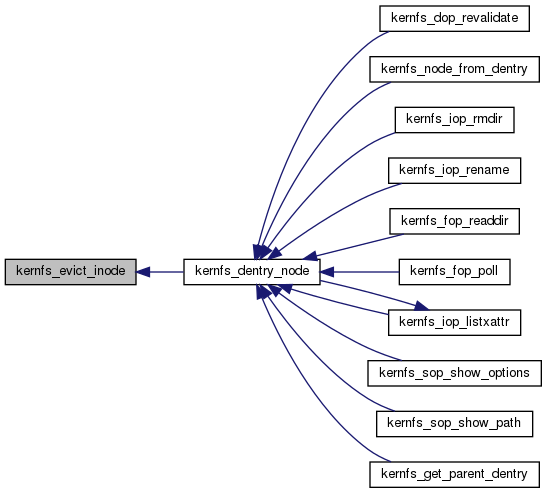 kernfs_dop_revalidate
kernfs_node_from_dentry
kernfs_iop_rmdir
kernfs_iop_rename
kernfs_fop_readdir
kernfs_evict_inode
kernfs_dentry_node
kernfs_fop_poll
kernfs_iop_listxattr
kernfs_sop_show_options
kernfs_sop_show_path
kernfs_get_parent_dentry